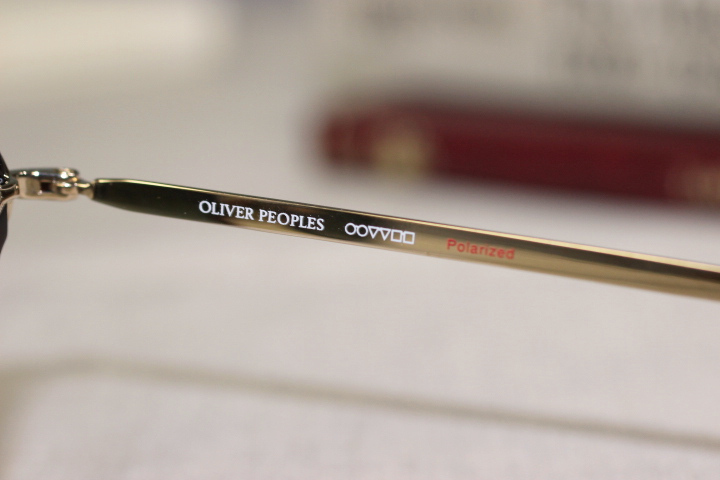 OLIVER PEOPLES ○○▽▽□□ Polarized